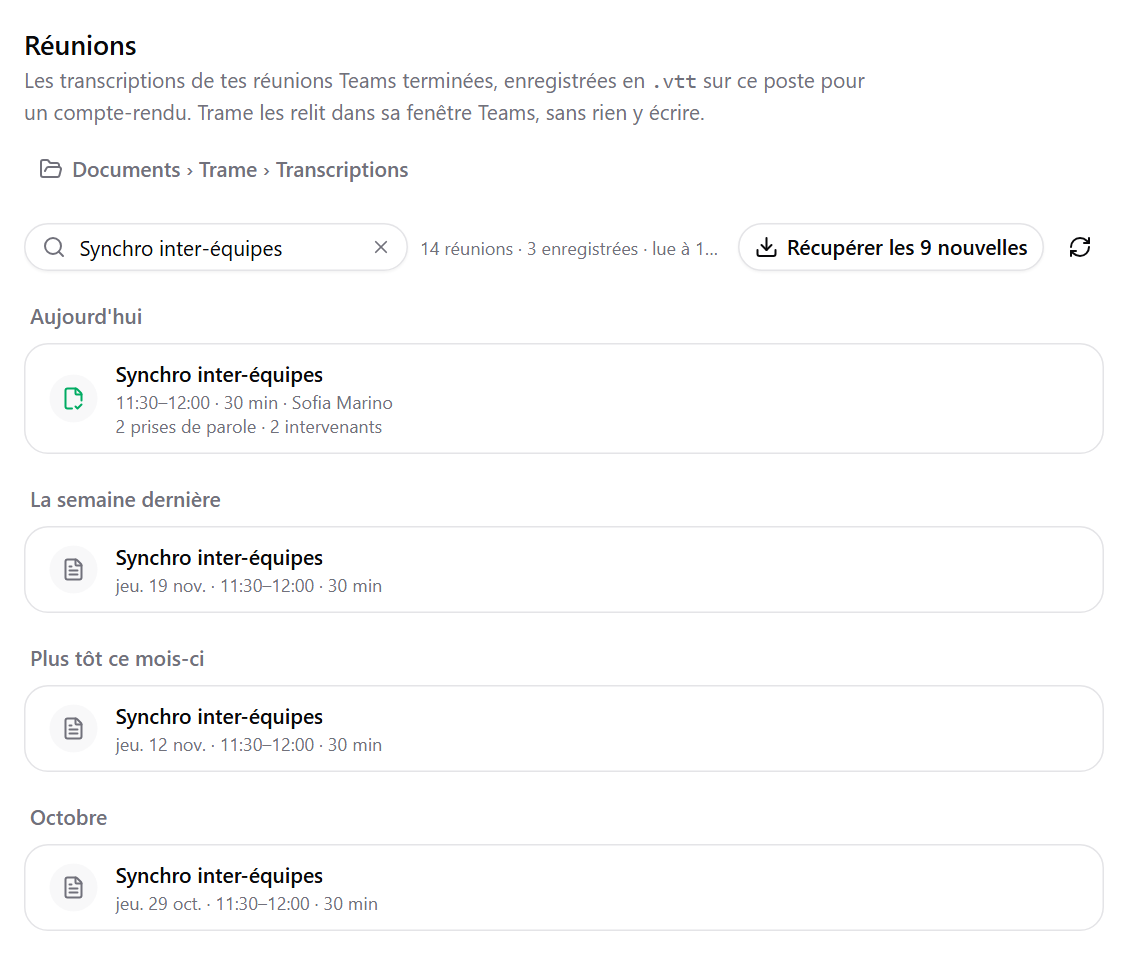 Réunions
Les transcriptions de tes réunions Teams terminées, enregistrées en .vtt sur ce poste pour
un compte-rendu. Trame les relit dans sa fenêtre Teams, sans rien y écrire.
Documents › Trame › Transcriptions
Synchro inter-équipes
14 réunions · 3 enregistrées · lue à 1...
Récupérer les 9 nouvelles
Aujourd'hui
Synchro inter-équipes
11:30–12:00 · 30 min · Sofia Marino
2 prises de parole · 2 intervenants
La semaine dernière
Synchro inter-équipes
jeu. 19 nov. · 11:30–12:00 · 30 min
Plus tôt ce mois-ci
Synchro inter-équipes
jeu. 12 nov. · 11:30–12:00 · 30 min
Octobre
Synchro inter-équipes
jeu. 29 oct. · 11:30–12:00 · 30 min